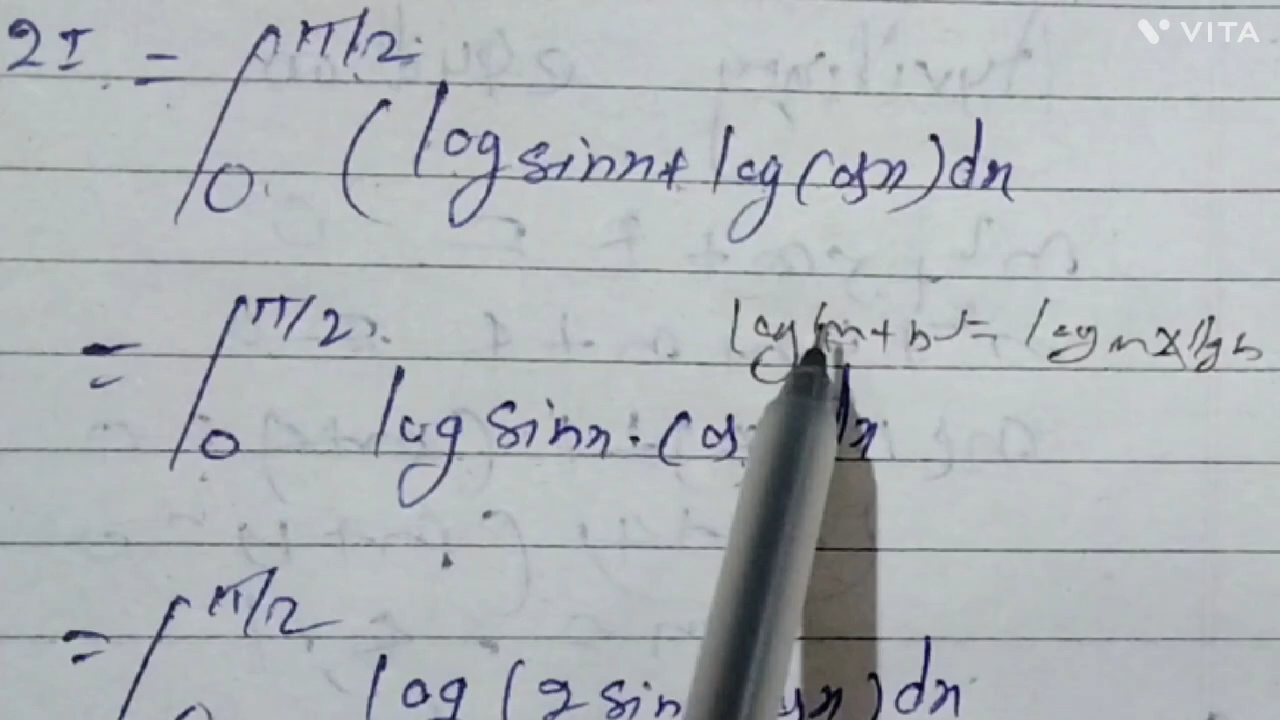 VITA
2I = ∫₀^π/2 (log sinx + log cosx) dx
log(m+n) = log m × log n
= ∫₀^π/2 log sinx · cos dx
= ∫₀^π/2 log (2 sin x) dx